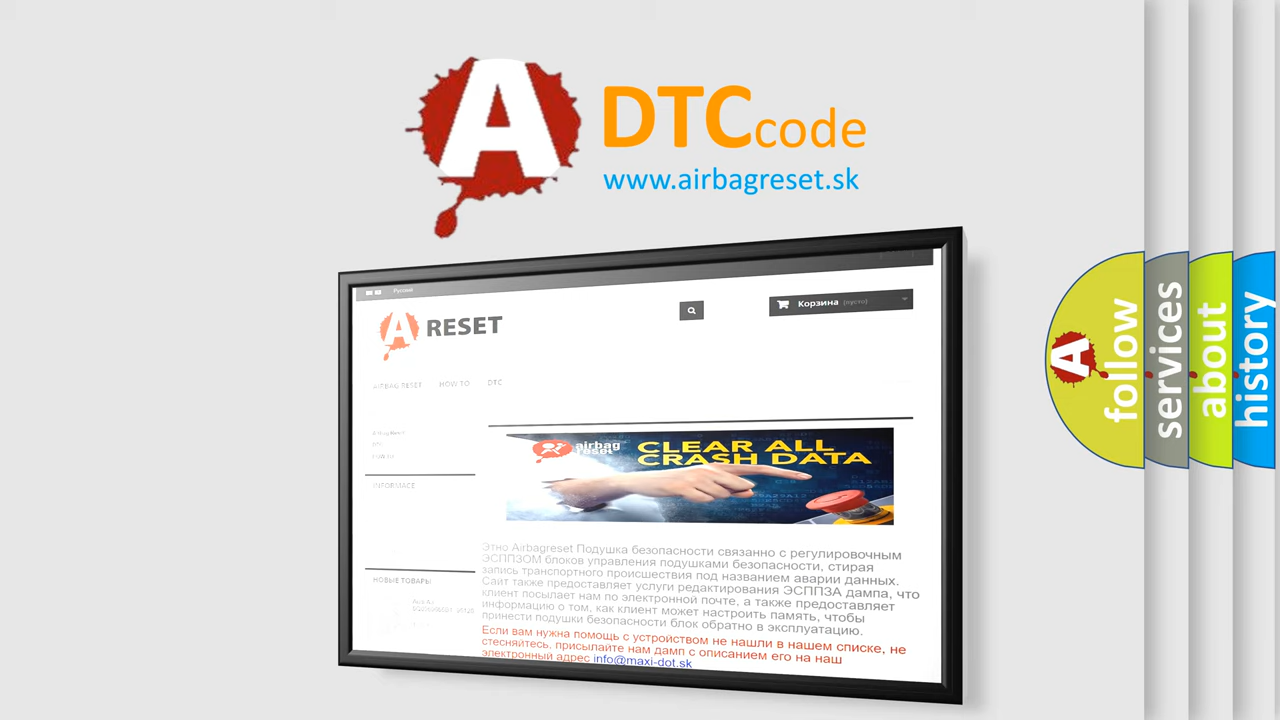 A
DTCcode
www.airbagreset.sk
Русский
A RESET
Корзина (пусто)
AIRBAG RESET HOW TO DTC
INFORMACE
НОВЫЕ ТОВАРЫ
airbag
reset
CLEAR ALL
CRASH DATA
Этно Airbagreset Подушка безопасности связанно с регулировочным
ЭСППЗОМ блоков управления подушками безопасности, стирая
запись транспортного происшествия под названием аварии данных.
Сайт также предоставляет услуги редактирования ЭСППЗА дампа, что
клиент посылает нам по электронной почте, а также предоставляет
информацию о том, как клиент может настроить память, чтобы
принести подушки безопасности блок обратно в эксплуатацию.
Если вам нужна помощь с устройством не нашли в нашем списке, не
стесняйтесь, присылайте нам дамп с описанием его на наш
электронный адрес info@maxi-dot.sk
A
follow
services
about
history